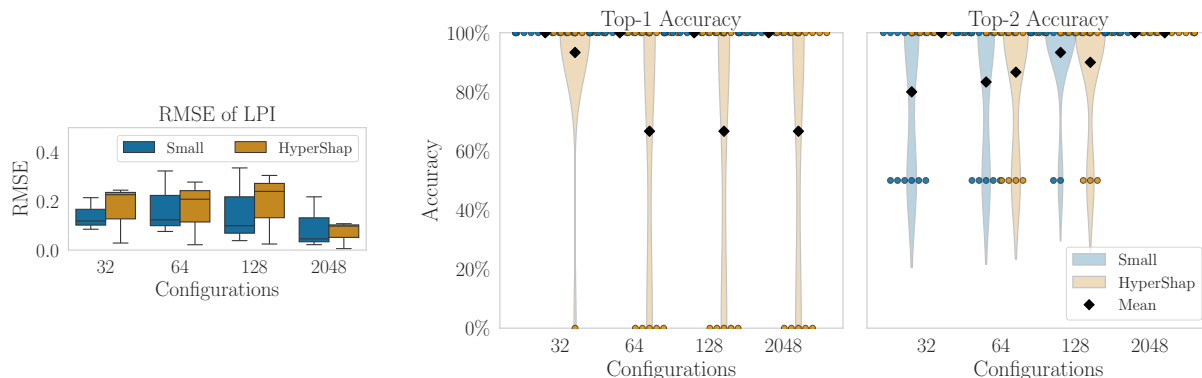 RMSE of LPI
RMSE
0.4
0.2
0.0
Small
HyperShap
32
64
128
2048
Configurations
Top-1 Accuracy
Accuracy
100%
80%
60%
40%
20%
0%
32
64
128
2048
Configurations
Top-2 Accuracy
Small
HyperShap
Mean
32
64
128
2048
Configurations